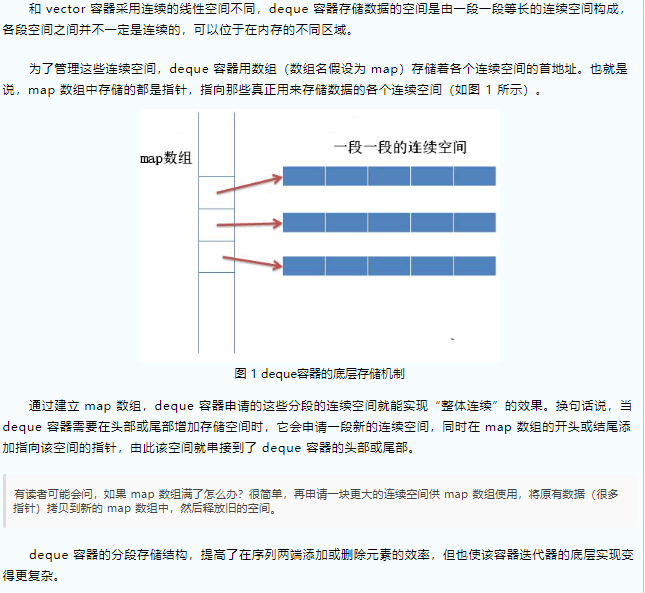 和 vector 容器采用连续的线性空间不同，deque 容器存储数据的空间是由一段一段等长的连续空间构成，
各段空间之间并不一定是连续的，可以位于在内存的不同区域。
为了管理这些连续空间，deque 容器用数组（数组名假设为 map）存储着各个连续空间的首地址。也就是
说，map 数组中存储的都是指针，指向那些真正用来存储数据的各个连续空间（如图 1 所示）。
一段一段的连续空间
map数组
图 1 deque容器的底层存储机制
通过建立 map 数组，deque 容器申请的这些分段的连续空间就能实现“整体连续”的效果。换句话说，当
deque 容器需要在头部或尾部增加存储空间时，它会申请一段新的连续空间，同时在 map 数组的开头或结尾添
加指向该空间的指针，由此该空间就串接到了 deque 容器的头部或尾部。
有读者可能会问，如果 map 数组满了怎么办？很简单，再申请一块更大的连续空间供 map 数组使用，将原有数据（很多
指针）拷贝到新的 map 数组中，然后释放旧的空间。
deque 容器的分段存储结构，提高了在序列两端添加或删除元素的效率，但也使该容器迭代器的底层实现变
得更复杂。